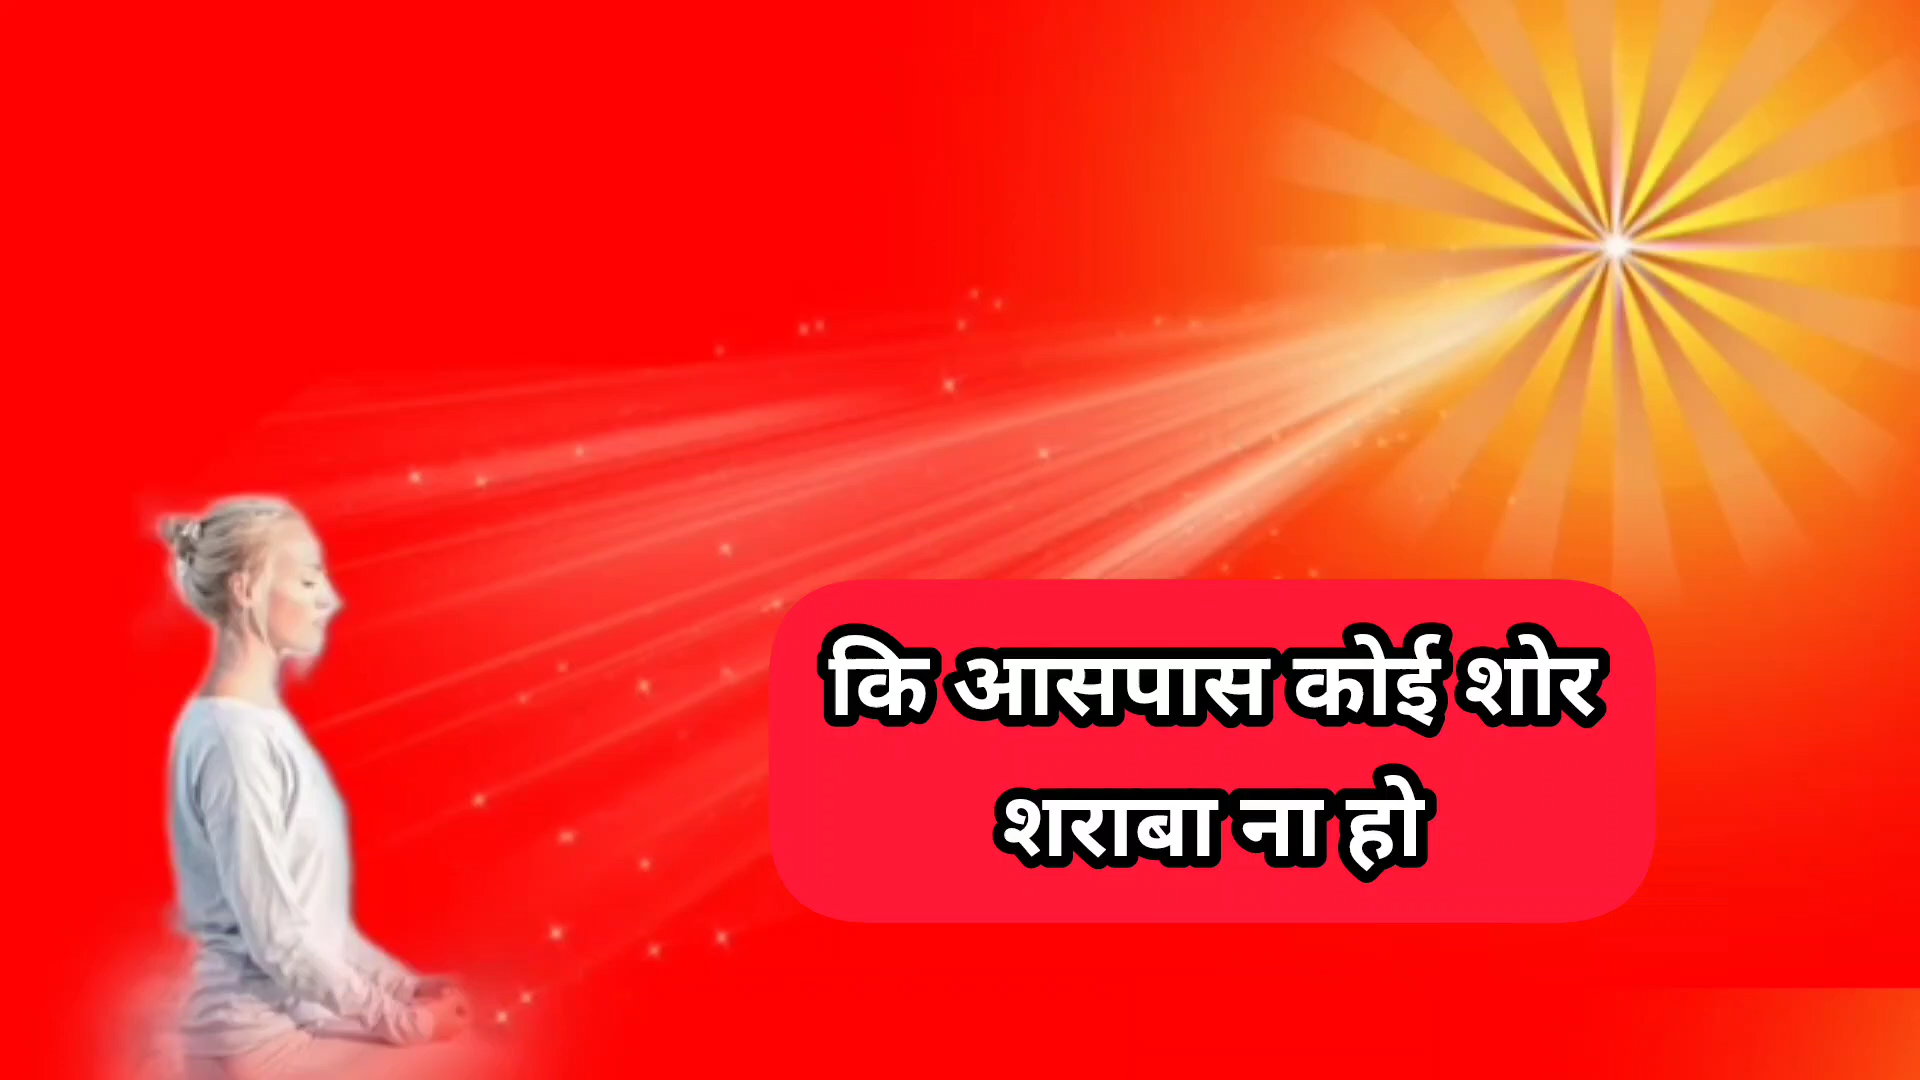 कि आसपास कोई शोर
शराबा ना हो